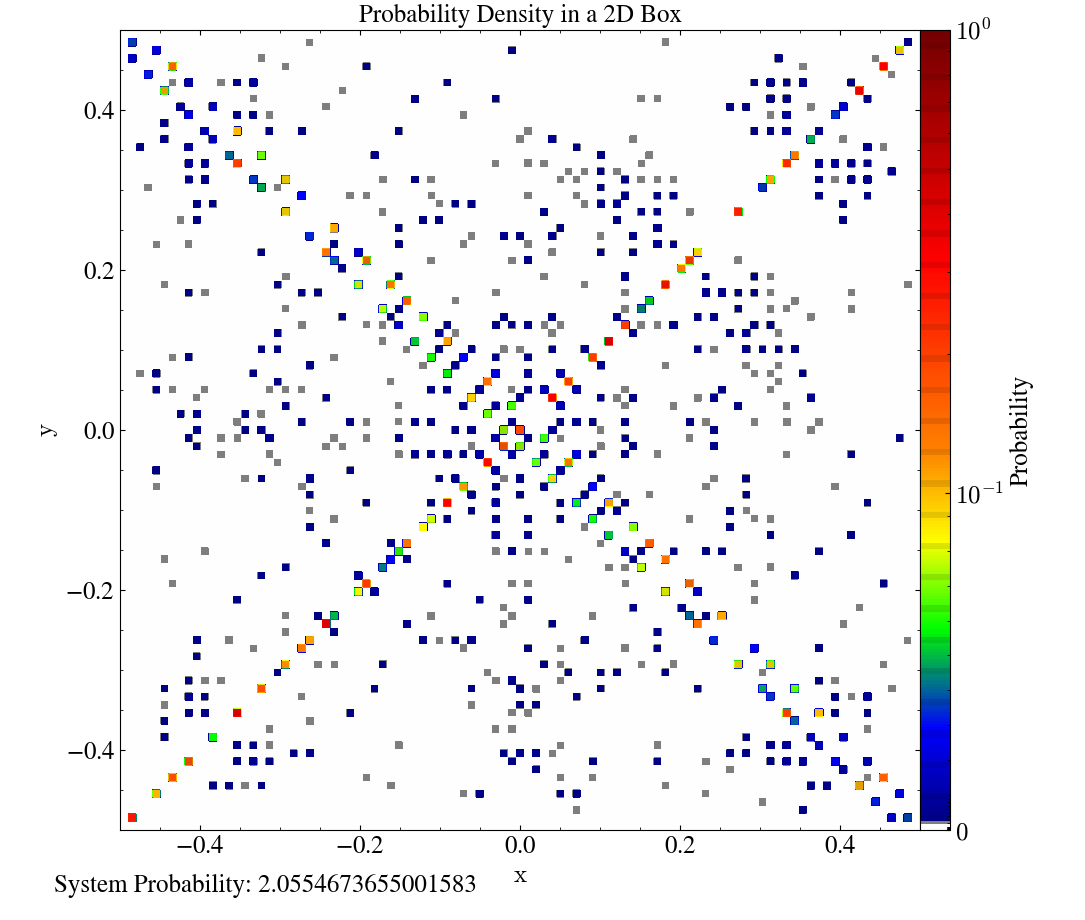 Probability Density in a 2D Box
10^0
0.4
0.2
0.0
−0.2
−0.4
y
10^{-1}
Probability
0
−0.4 −0.2 0.0 0.2 0.4
x
System Probability: 2.0554673655001583